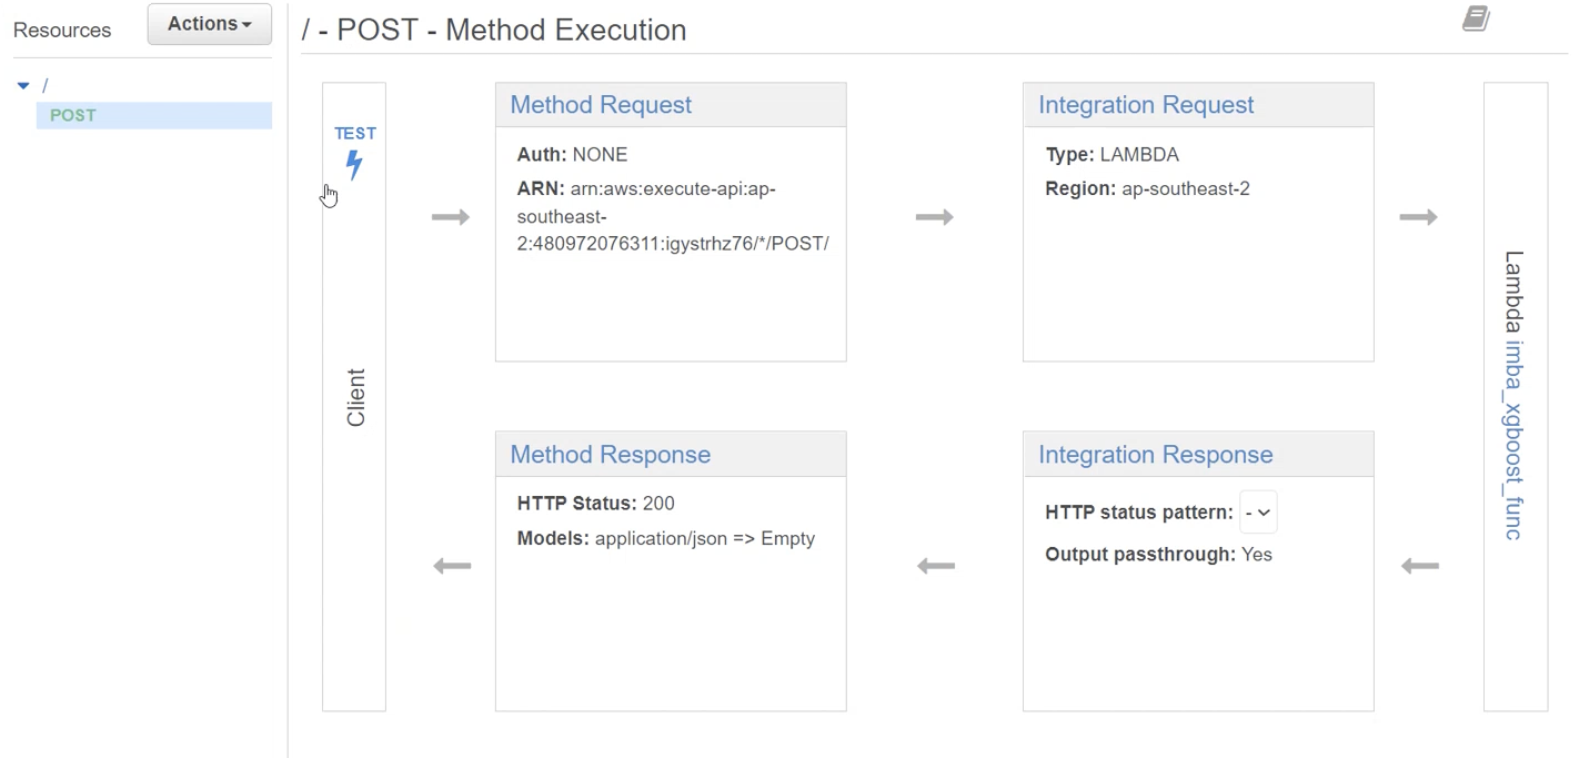 Resources
Actions
/ - POST - Method Execution
/
POST
TEST
Client
Method Request
Auth: NONE
ARN: arn:aws:execute-api:ap-
southeast-
2:480972076311:igystrhz76/*/POST/
Integration Request
Type: LAMBDA
Region: ap-southeast-2
Lambda imba_xgboost_func
Method Response
HTTP Status: 200
Models: application/json => Empty
Integration Response
HTTP status pattern: -
Output passthrough: Yes